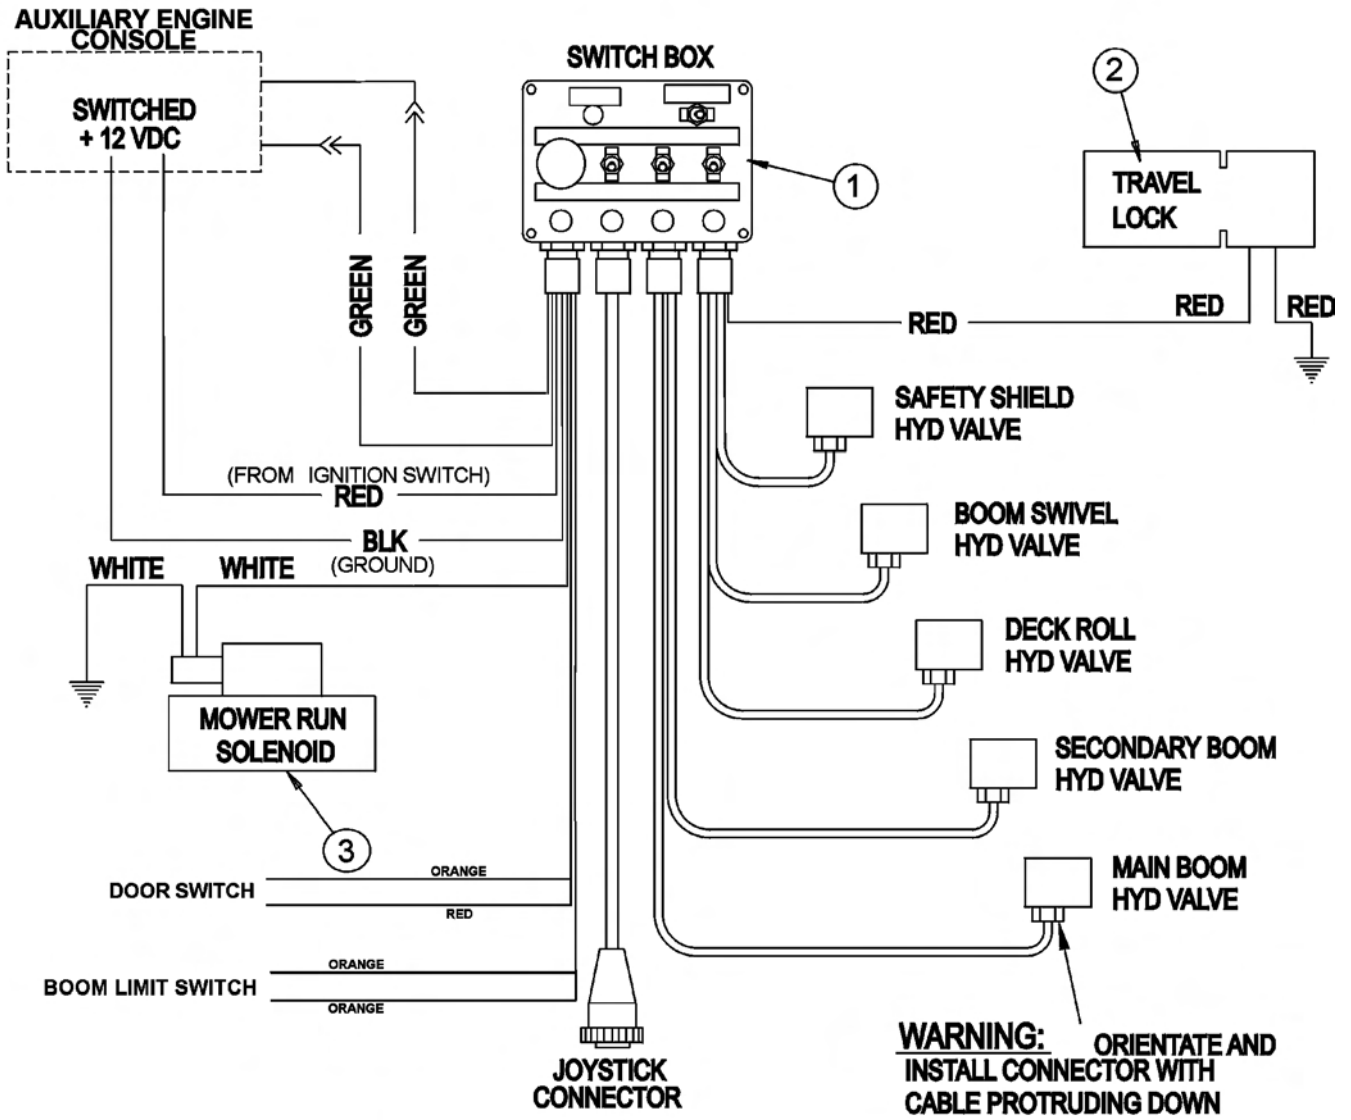 AUXILIARY ENGINE
CONSOLE
SWITCHED
+ 12 VDC
SWITCH BOX
1
2
TRAVEL
LOCK
GREEN
GREEN
RED
RED
RED
SAFETY SHIELD
HYD VALVE
(FROM IGNITION SWITCH)
RED
BLK
(GROUND)
WHITE
WHITE
BOOM SWIVEL
HYD VALVE
DECK ROLL
HYD VALVE
MOWER RUN
SOLENOID
3
SECONDARY BOOM
HYD VALVE
MAIN BOOM
HYD VALVE
DOOR SWITCH
ORANGE
RED
BOOM LIMIT SWITCH
ORANGE
ORANGE
JOYSTICK
CONNECTOR
WARNING: ORIENTATE AND
INSTALL CONNECTOR WITH
CABLE PROTRUDING DOWN